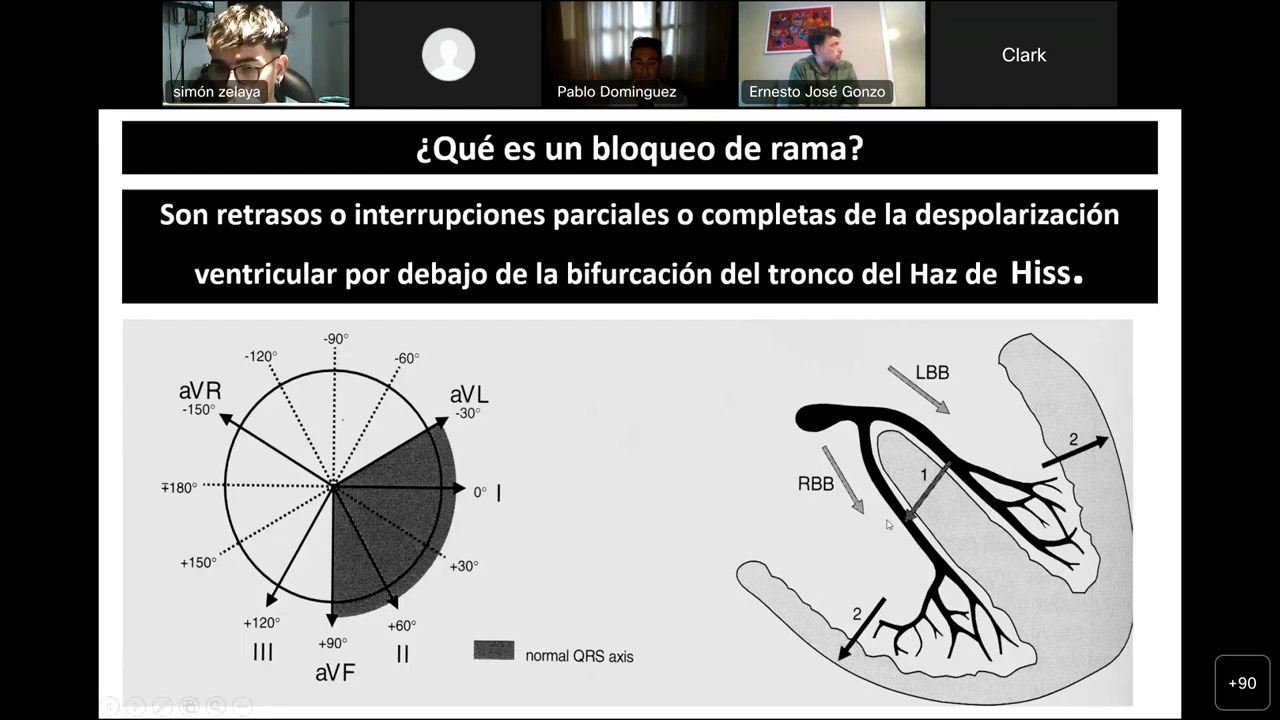 simón zelaya
Pablo Dominguez
Ernesto José Gonzo
Clark
¿Qué es un bloqueo de rama?
Son retrasos o interrupciones parciales o completas de la despolarización
ventricular por debajo de la bifurcación del tronco del Haz de Hiss.
-90°
-120°
-60°
aVR
-150°
aVL
-30°
∓180°
0° I
+150°
+30°
+120°
III
+90°
aVF
+60°
II
normal QRS axis
LBB
RBB
1
2
2
+90